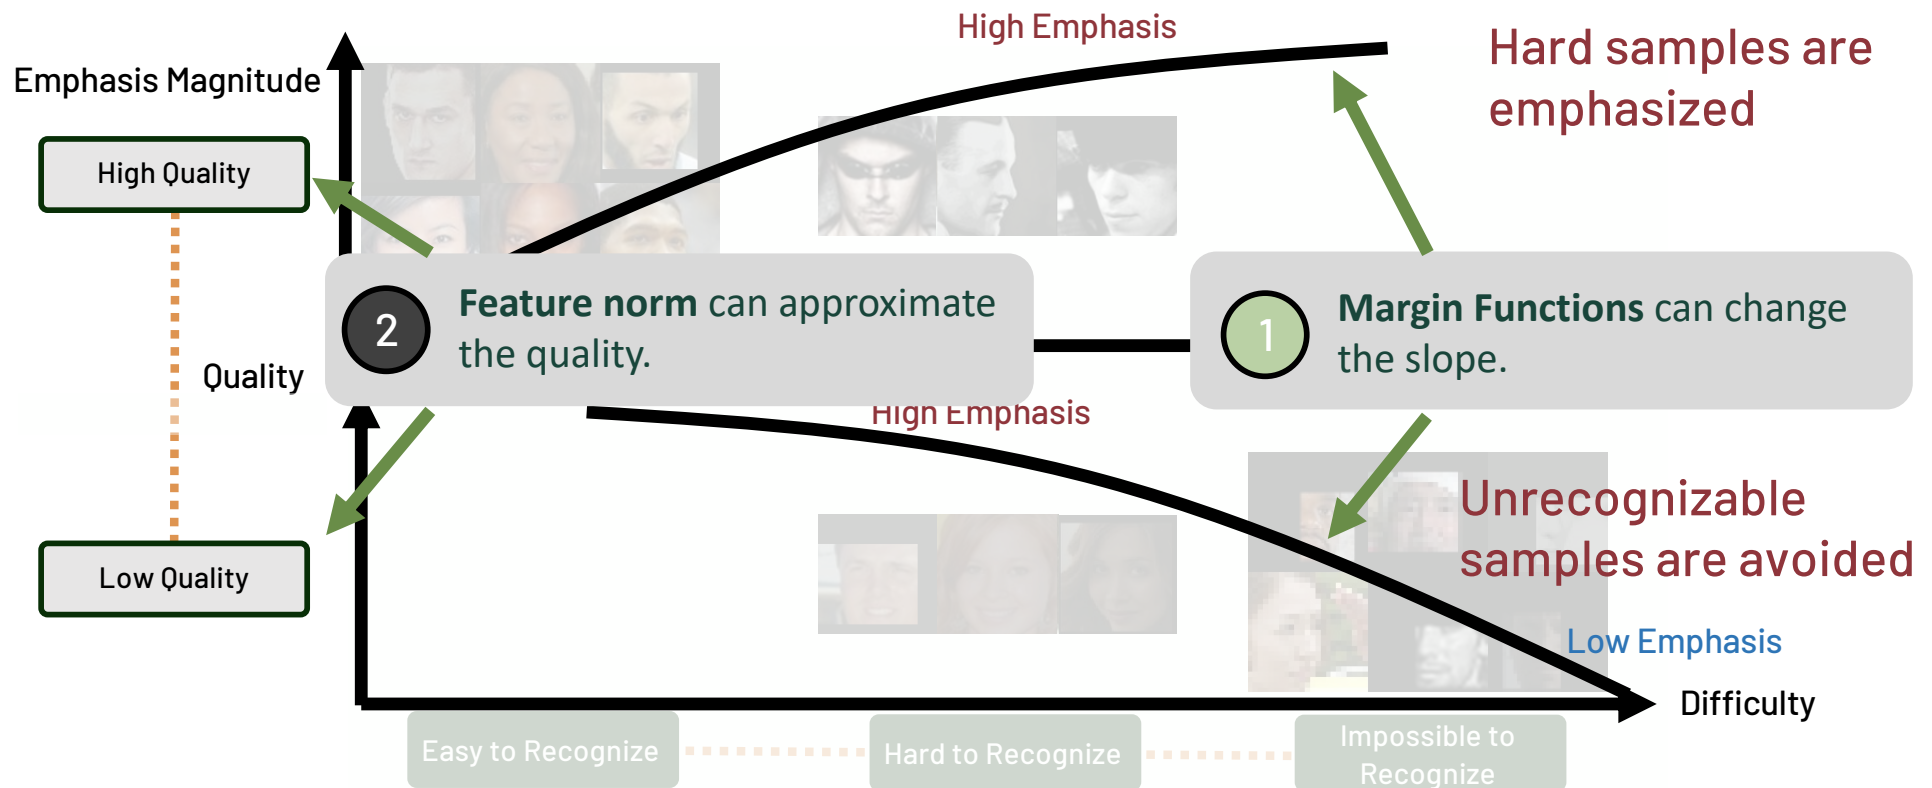 High Emphasis
Hard samples are
emphasized
Emphasis Magnitude
High Quality
2
Feature norm can approximate
the quality.
1
Margin Functions can change
the slope.
Quality
High Emphasis
Unrecognizable
samples are avoided
Low Quality
Low Emphasis
Difficulty
Easy to Recognize
Hard to Recognize
Impossible to
Recognize